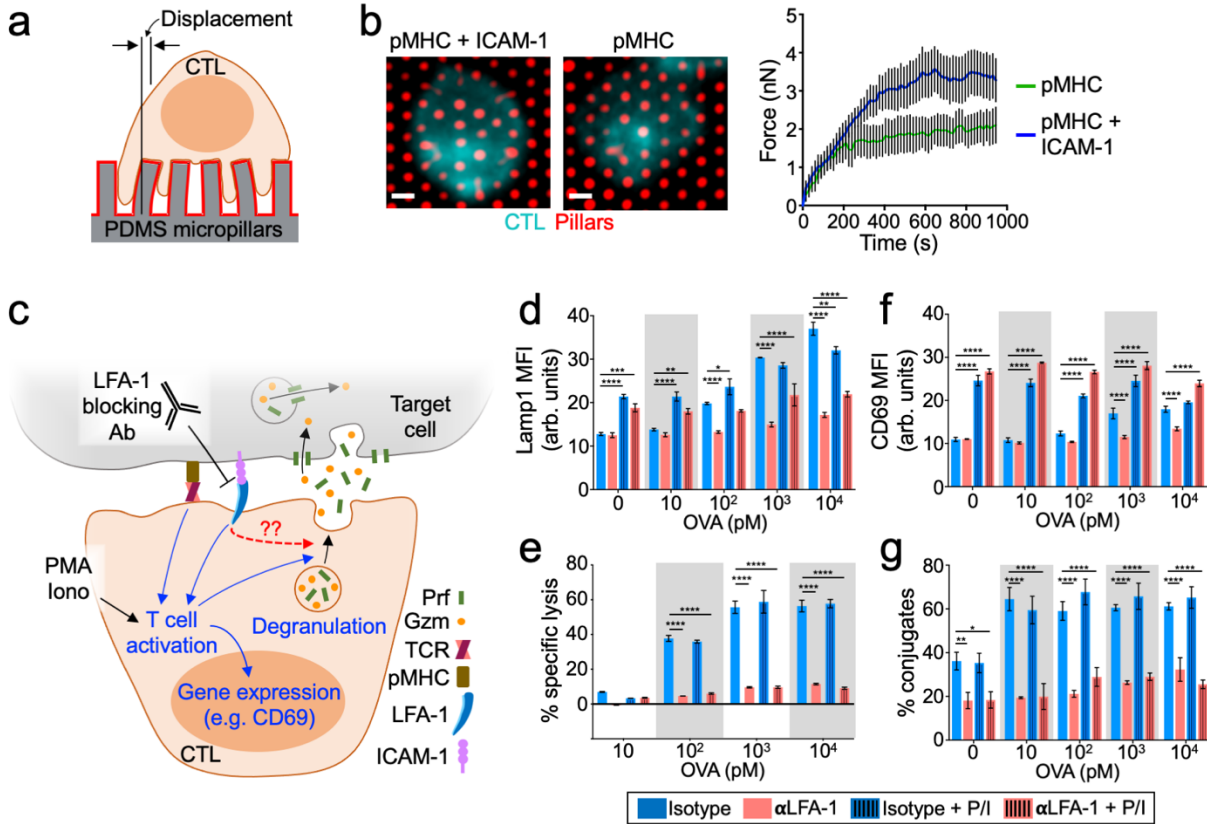 a
Displacement
CTL
PDMS micropillars
b
pMHC + ICAM-1
pMHC
CTL Pillars
Force (nN)
5
4
3
2
1
0
0 200 400 600 800 1000
Time (s)
pMHC
pMHC +
ICAM-1
c
LFA-1
blocking
Ab
Target
cell
??
PMA
Iono
T cell
activation
Degranulation
Gene expression
(e.g. CD69)
CTL
Prf
Gzm
TCR
pMHC
LFA-1
ICAM-1
d
Lamp1 MFI
(arb. units)
40
30
20
10
0
*** **** ** **** * **** **** **** **** ** ****
0 10 10² 10³ 10⁴
OVA (pM)
f
CD69 MFI
(arb. units)
40
30
20
10
0
**** **** **** **** **** **** **** **** **** **** ****
0 10 10² 10³ 10⁴
OVA (pM)
e
% specific lysis
80
60
40
20
0
**** **** **** **** **** ****
10 10² 10³ 10⁴
OVA (pM)
g
% conjugates
100
80
60
40
20
0
** * **** **** **** **** **** **** **** ****
0 10 10² 10³ 10⁴
OVA (pM)
Isotype αLFA-1 Isotype + P/I αLFA-1 + P/I